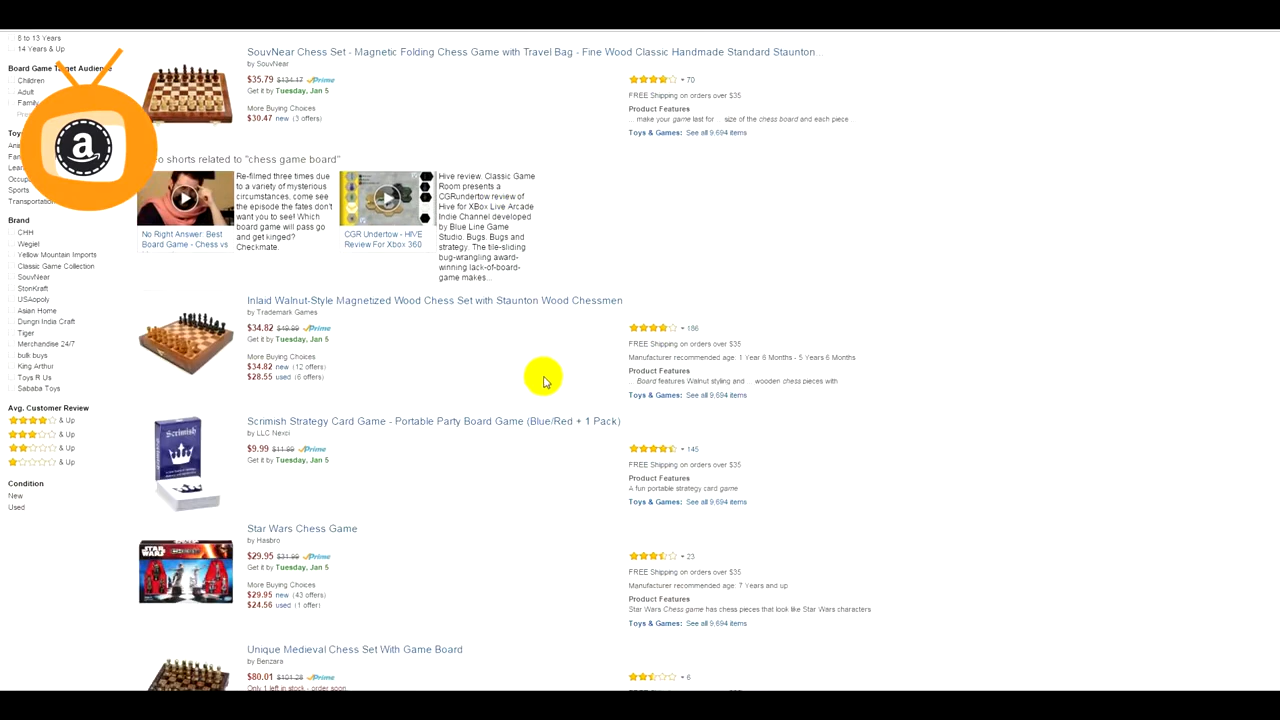 8 to 13 Years
14 Years & Up
Board Game Target Audience
Children
Adult
Family
Brand
CHH
Wegiel
Yellow Mountain Imports
Classic Game Collection
SouvNear
StonKraft
USAopoly
Asian Home
Dungri India Craft
Tiger
Merchandise 24/7
bulk buys
King Arthur
Toys R Us
Sababa Toys
Avg. Customer Review
& Up
& Up
& Up
& Up
Condition
New
Used
a
SouvNear Chess Set - Magnetic Folding Chess Game with Travel Bag - Fine Wood Classic Handmade Standard Staunton...
by SouvNear
$35.79 $134.17 Prime
Get it by Tuesday, Jan 5
More Buying Choices
$30.47 new (3 offers)
70
FREE Shipping on orders over $35
Product Features
... make your game last for ... size of the chess board and each piece ...
Toys & Games: See all 9,694 items
shorts related to "chess game board"
Re-filmed three times due
to a variety of mysterious
circumstances, come see
the episode the fates don't
want you to see! Which
board game will pass go
and get kinged?
Checkmate.
No Right Answer: Best
Board Game - Chess vs
Hive review. Classic Game
Room presents a
CGRundertow review of
Hive for XBox Live Arcade
Indie Channel developed
by Blue Line Game
Studio. Bugs. Bugs and
strategy. The tile-sliding
bug-wrangling award-
winning lack-of-board-
game makes...
CGR Undertow - HIVE
Review For Xbox 360
Inlaid Walnut-Style Magnetized Wood Chess Set with Staunton Wood Chessmen
by Trademark Games
$34.82 $49.99 Prime
Get it by Tuesday, Jan 5
More Buying Choices
$34.82 new (12 offers)
$28.55 used (6 offers)
186
FREE Shipping on orders over $35
Manufacturer recommended age: 1 Year 6 Months - 5 Years 6 Months
Product Features
... Board features Walnut styling and ... wooden chess pieces with
Toys & Games: See all 9,694 items
Scrimish Strategy Card Game - Portable Party Board Game (Blue/Red + 1 Pack)
by LLC Nexci
$9.99 $11.99 Prime
Get it by Tuesday, Jan 5
Scrimish
145
FREE Shipping on orders over $35
Product Features
A fun portable strategy card game
Toys & Games: See all 9,694 items
Star Wars Chess Game
by Hasbro
$29.95 $31.99 Prime
Get it by Tuesday, Jan 5
More Buying Choices
$29.95 new (43 offers)
$24.56 used (1 offer)
STAR WARS CHESS
23
FREE Shipping on orders over $35
Manufacturer recommended age: 7 Years and up
Product Features
Star Wars Chess game has chess pieces that look like Star Wars characters
Toys & Games: See all 9,694 items
Unique Medieval Chess Set With Game Board
by Benzara
$80.01 $101.28 Prime
Only 1 left in stock - order soon.
6